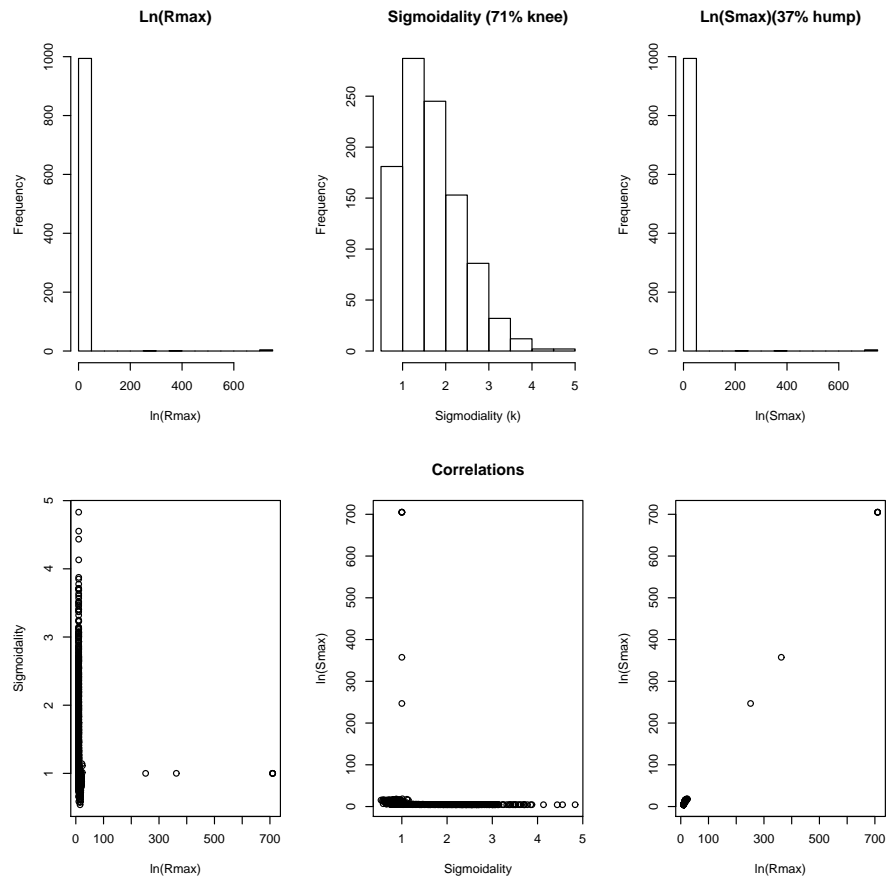 Ln(Rmax)
Frequency
0 200 400 600 800 1000
0 200 400 600
ln(Rmax)
Sigmoidality (71% knee)
Frequency
0 50 100 150 200 250
1 2 3 4 5
Sigmodiality (k)
Ln(Smax)(37% hump)
Frequency
0 200 400 600 800 1000
0 200 400 600
ln(Smax)
Correlations
Sigmoidality
1 2 3 4 5
0 100 300 500 700
ln(Rmax)
ln(Smax)
0 100 200 300 400 500 600 700
1 2 3 4 5
Sigmoidality
ln(Smax)
0 100 200 300 400 500 600 700
0 100 300 500 700
ln(Rmax)